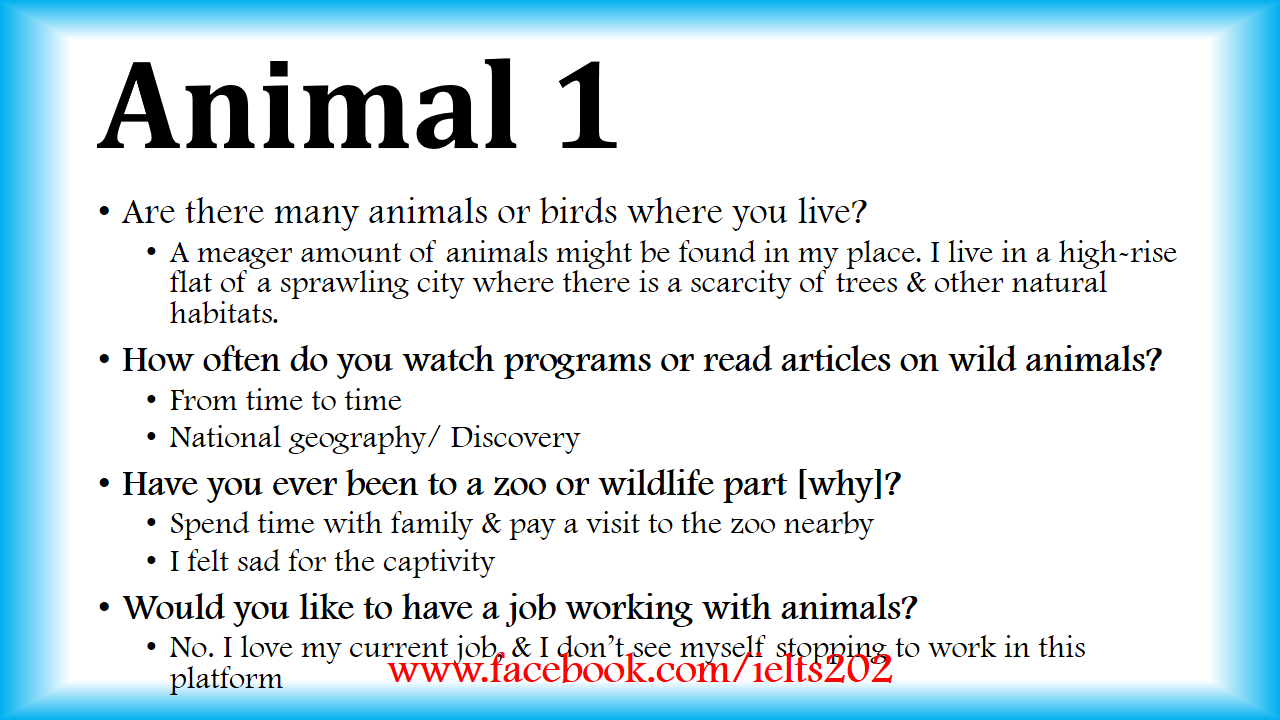 Animal 1
• Are there many animals or birds where you live?
• A meager amount of animals might be found in my place. I live in a high-rise
flat of a sprawling city where there is a scarcity of trees & other natural
habitats.
• How often do you watch programs or read articles on wild animals?
• From time to time
• National geography/ Discovery
• Have you ever been to a zoo or wildlife part [why]?
• Spend time with family & pay a visit to the zoo nearby
• I felt sad for the captivity
• Would you like to have a job working with animals?
• No. I love my current job, & I don't see myself stopping to work in this
platform
www.facebook.com/ielts202